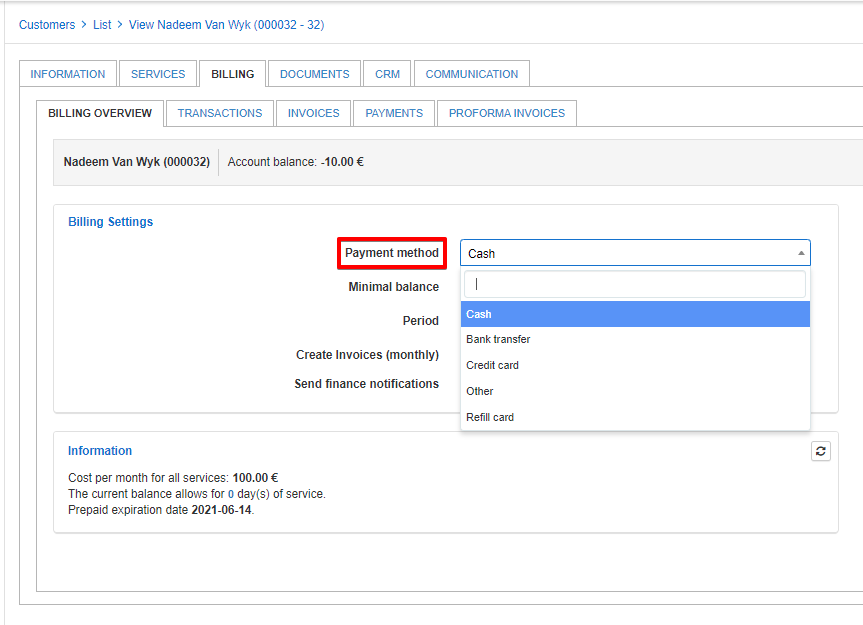 Customers > List > View Nadeem Van Wyk (000032 - 32)
INFORMATION SERVICES BILLING DOCUMENTS CRM COMMUNICATION
BILLING OVERVIEW TRANSACTIONS INVOICES PAYMENTS PROFORMA INVOICES
Nadeem Van Wyk (000032) Account balance: -10.00 €
Billing Settings
Payment method Cash
Minimal balance
Period
Create Invoices (monthly)
Send finance notifications
Cash
Bank transfer
Credit card
Other
Refill card
Information
Cost per month for all services: 100.00 €
The current balance allows for 0 day(s) of service.
Prepaid expiration date 2021-06-14.